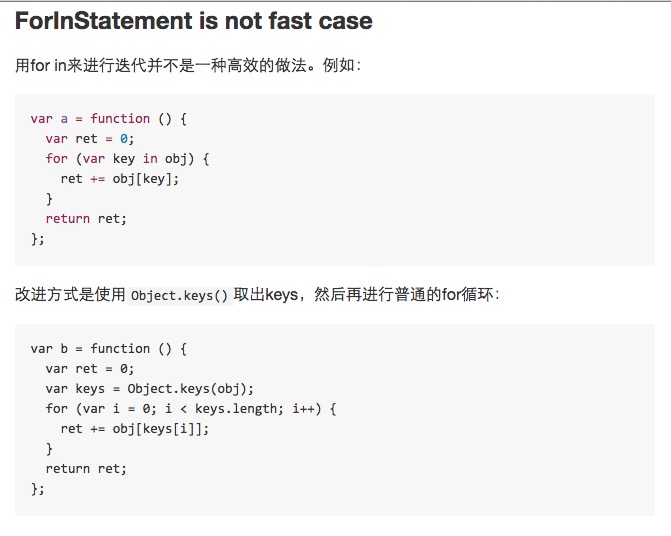 ForInStatement is not fast case
用for in来进行迭代并不是一种高效的做法。例如：
var a = function () {
  var ret = 0;
  for (var key in obj) {
    ret += obj[key];
  }
  return ret;
};
改进方式是使用 Object.keys() 取出keys，然后再进行普通的for循环：
var b = function () {
  var ret = 0;
  var keys = Object.keys(obj);
  for (var i = 0; i < keys.length; i++) {
    ret += obj[keys[i]];
  }
  return ret;
};